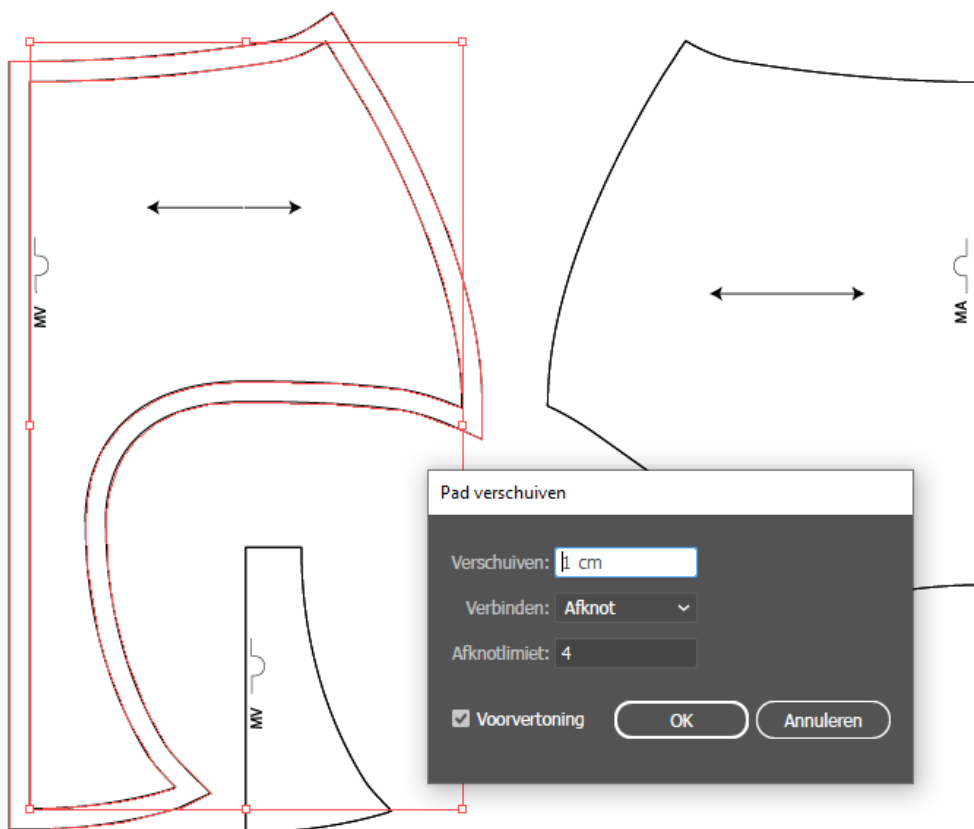 MV
MA
Pad verschuiven
Verschuiven: 1 cm
Verbinden: Afknot
Afknotlimiet: 4
MV
Voorvertoning OK Annuleren